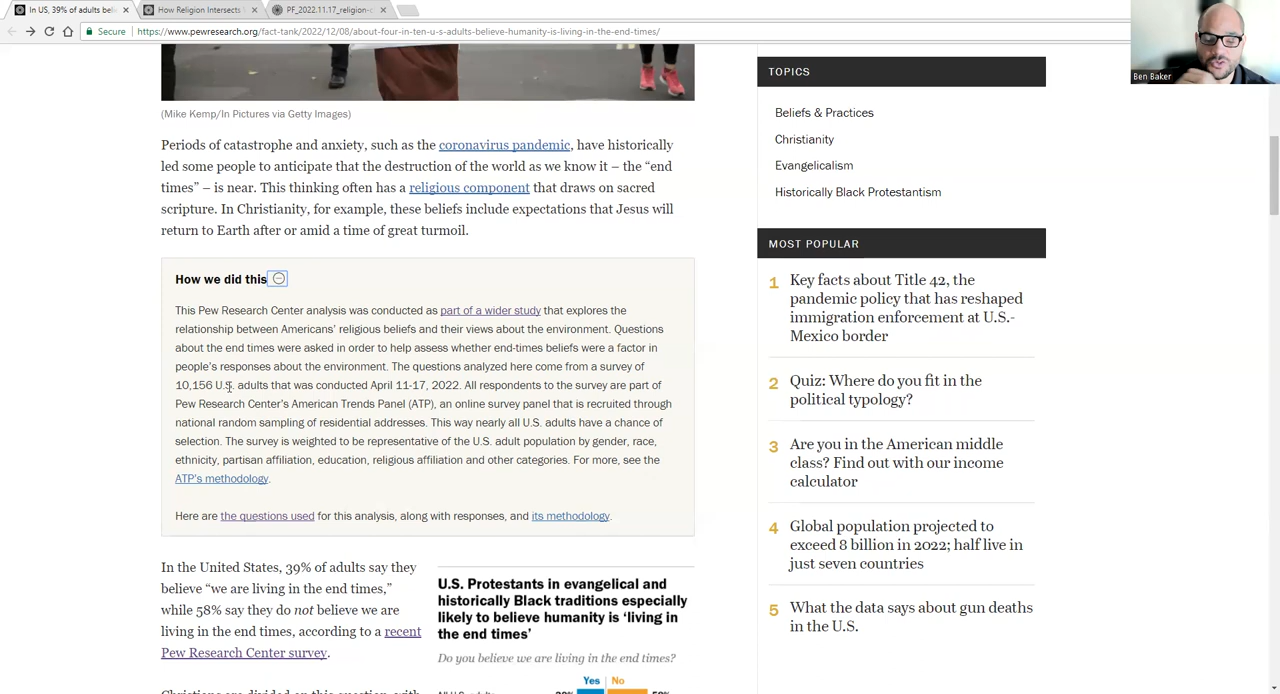 In US, 39% of adults beli
How Religion Intersects
PF_2022.11.17_religion-c
Secure
https://www.pewresearch.org/fact-tank/2022/12/08/about-four-in-ten-u-s-adults-believe-humanity-is-living-in-the-end-times/
Ben Baker
(Mike Kemp/In Pictures via Getty Images)
Periods of catastrophe and anxiety, such as the coronavirus pandemic, have historically
led some people to anticipate that the destruction of the world as we know it – the “end
times” – is near. This thinking often has a religious component that draws on sacred
scripture. In Christianity, for example, these beliefs include expectations that Jesus will
return to Earth after or amid a time of great turmoil.
How we did this
This Pew Research Center analysis was conducted as part of a wider study that explores the
relationship between Americans’ religious beliefs and their views about the environment. Questions
about the end times were asked in order to help assess whether end-times beliefs were a factor in
people’s responses about the environment. The questions analyzed here come from a survey of
10,156 U.S. adults that was conducted April 11-17, 2022. All respondents to the survey are part of
Pew Research Center’s American Trends Panel (ATP), an online survey panel that is recruited through
national random sampling of residential addresses. This way nearly all U.S. adults have a chance of
selection. The survey is weighted to be representative of the U.S. adult population by gender, race,
ethnicity, partisan affiliation, education, religious affiliation and other categories. For more, see the
ATP’s methodology.
Here are the questions used for this analysis, along with responses, and its methodology.
In the United States, 39% of adults say they
believe “we are living in the end times,”
while 58% say they do not believe we are
living in the end times, according to a recent
Pew Research Center survey.
Christians are divided on this question, with
U.S. Protestants in evangelical and
historically Black traditions especially
likely to believe humanity is ‘living in
the end times’
Do you believe we are living in the end times?
Yes No
All U.S. adults 39% 58%
TOPICS
Beliefs & Practices
Christianity
Evangelicalism
Historically Black Protestantism
MOST POPULAR
1 Key facts about Title 42, the
pandemic policy that has reshaped
immigration enforcement at U.S.-
Mexico border
2 Quiz: Where do you fit in the
political typology?
3 Are you in the American middle
class? Find out with our income
calculator
4 Global population projected to
exceed 8 billion in 2022; half live in
just seven countries
5 What the data says about gun deaths
in the U.S.